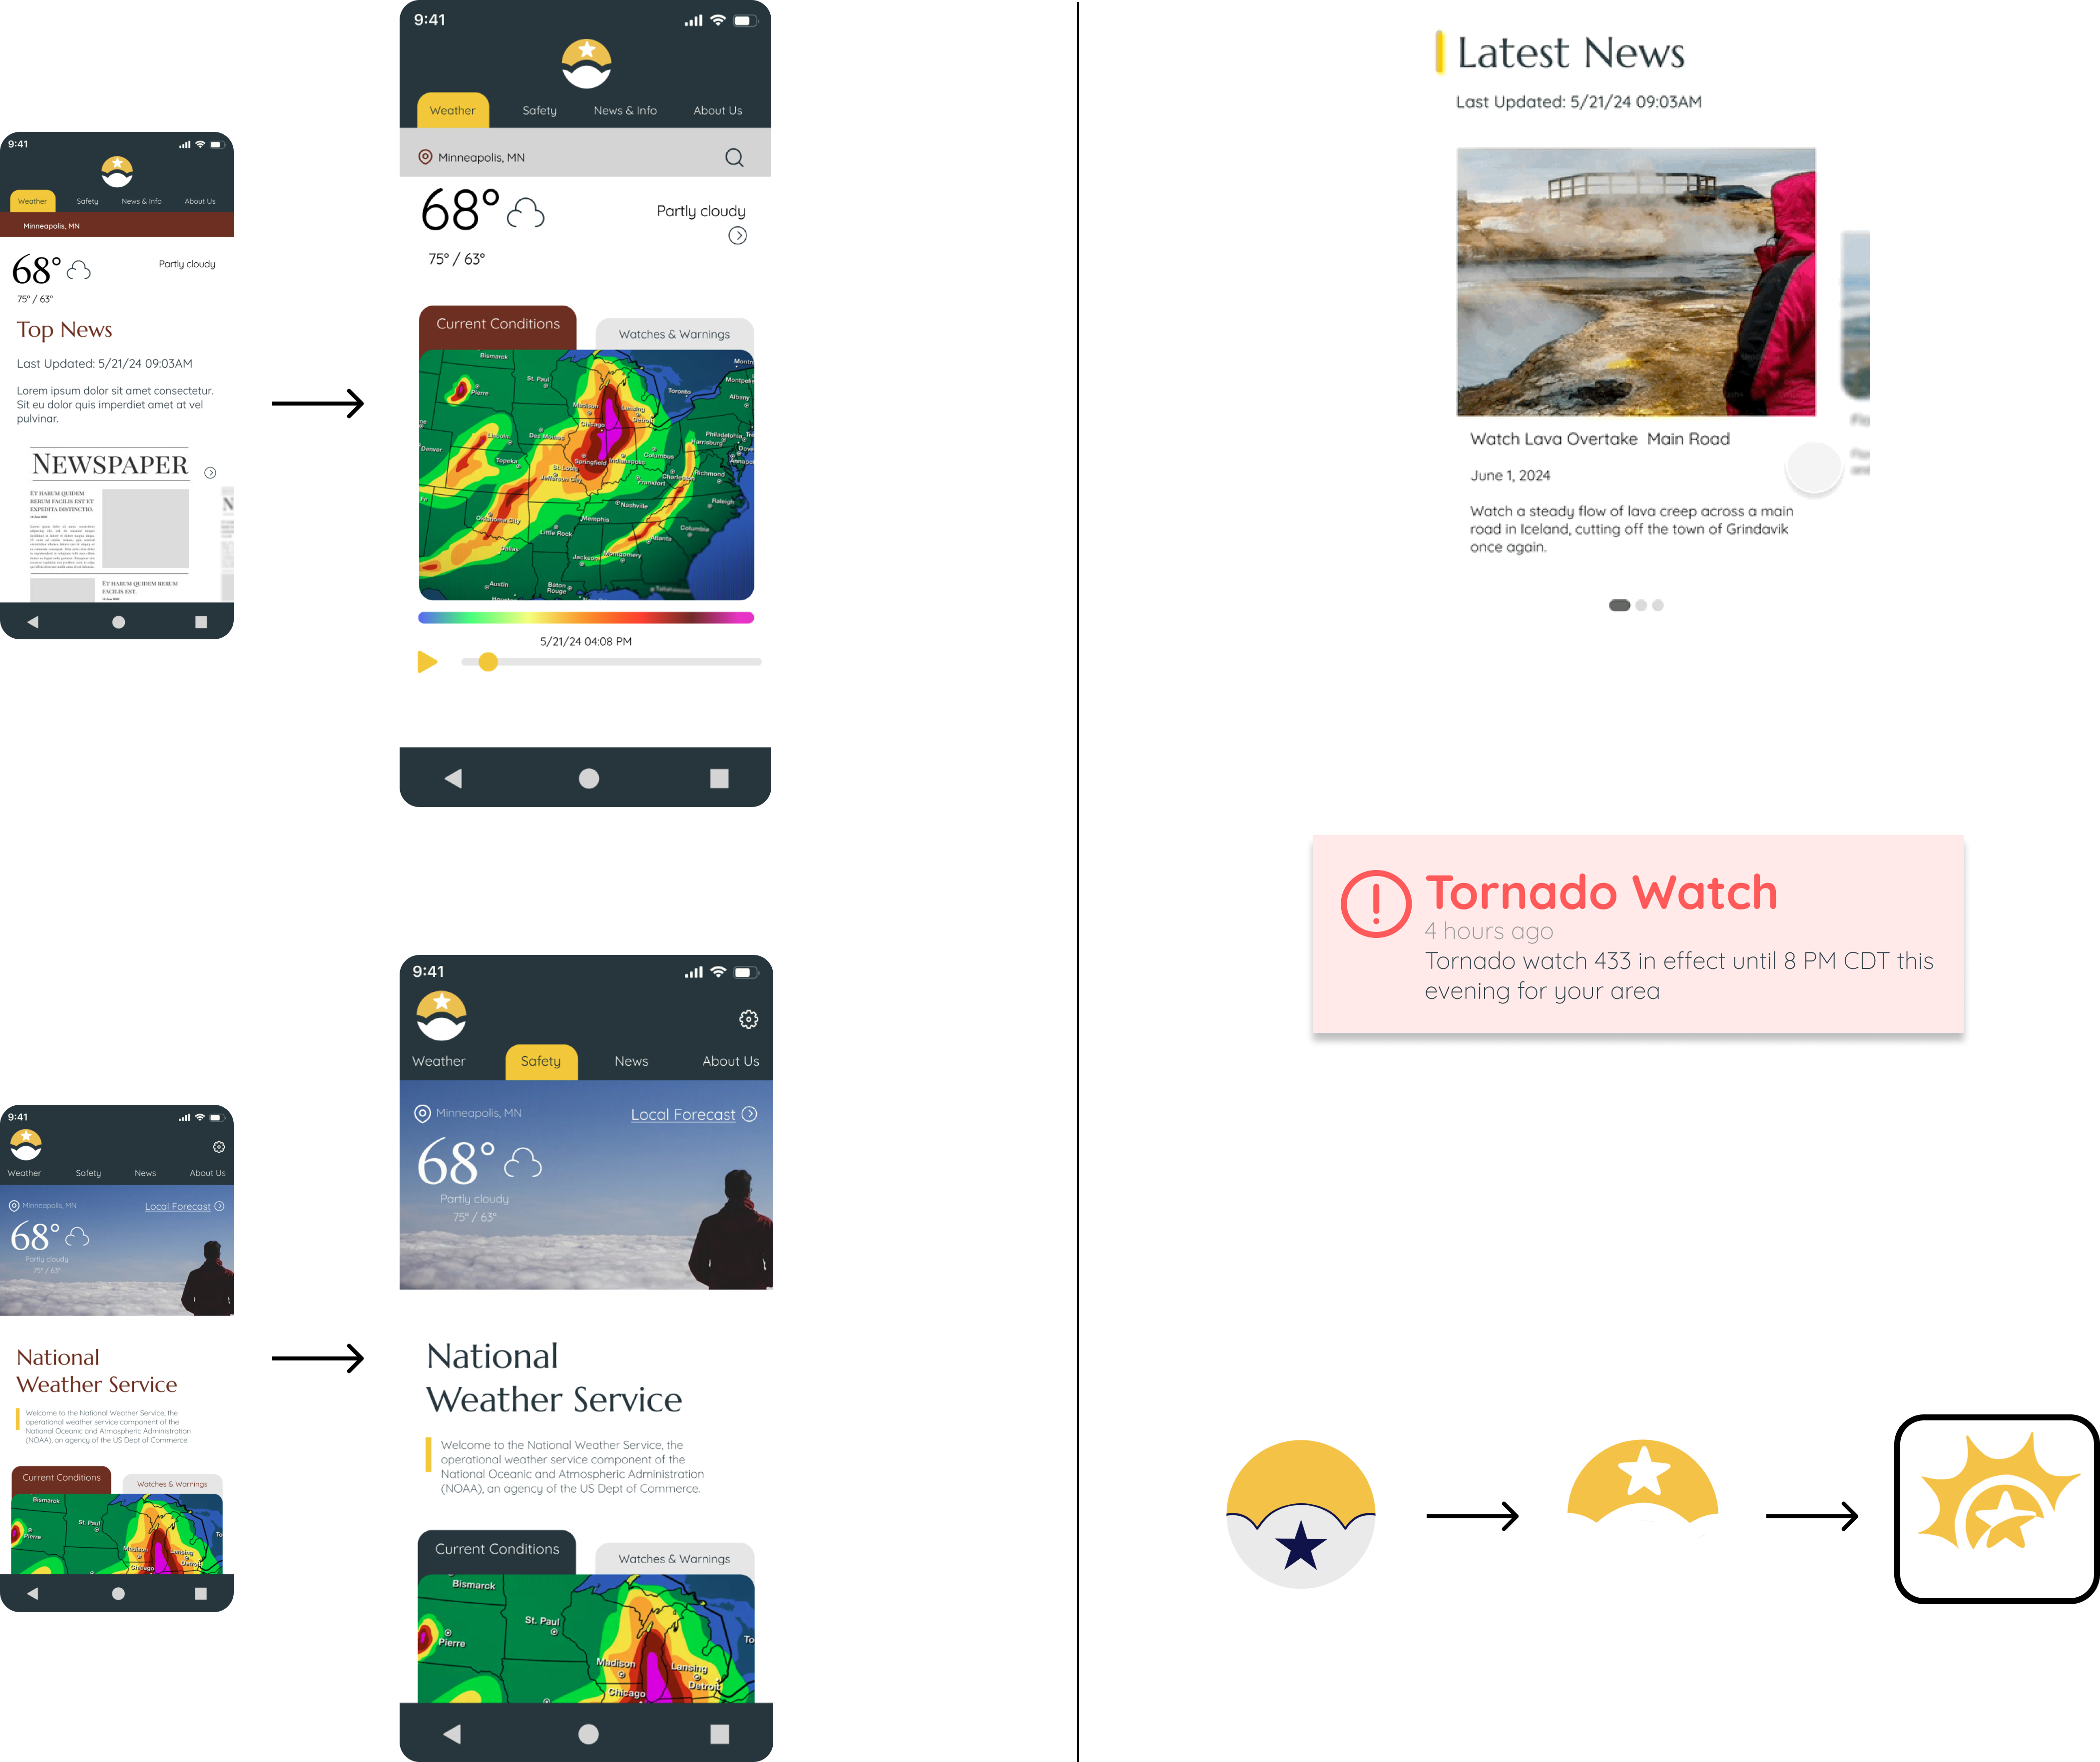 9:41
Weather Safety News & Info About Us
Minneapolis, MN
68°
Partly cloudy
75° / 63°
Top News
Last Updated: 5/21/24 09:03AM
Lorem ipsum dolor sit amet consectetur.
Sit eu dolor quis imperdiet amet at vel
pulvinar.
NEWSPAPER
ET HARUM QUIDEM
RERUM FACILIS EST ET
EXPEDITA DISTINCTIO.
ET HARUM QUIDEM RERUM
FACILIS EST.
9:41
Weather Safety News & Info About Us
Minneapolis, MN
68°
Partly cloudy
75° / 63°
Current Conditions
Watches & Warnings
Bismarck
Pierre
St. Paul
Toronto
Montpelier
Albany
Madison
Lansing
Detroit
Chicago
Des Moines
Lincoln
Denver
Topeka
Philadelphia
Harrisburg
Columbus
Springfield
Indianapolis
St. Louis
Jefferson City
Richmond
Frankfort
Charleston
Raleigh
Nashville
Oklahoma City
Memphis
Columbia
Little Rock
Atlanta
Dallas
Jackson
Montgomery
Austin
Baton
Rouge
Tallahassee
5/21/24 04:08 PM
9:41
Weather Safety News About Us
Minneapolis, MN
Local Forecast
68°
Partly cloudy
75° / 63°
National
Weather Service
Welcome to the National Weather Service, the
operational weather service component of the
National Oceanic and Atmospheric Administration
(NOAA), an agency of the US Dept of Commerce.
Current Conditions
Watches & Warnings
Bismarck
St. Paul
Pierre
To
Madison
Lansing
Detroit
Chicago
9:41
Weather Safety News About Us
Minneapolis, MN
Local Forecast
68°
Partly cloudy
75° / 63°
National
Weather Service
Welcome to the National Weather Service, the
operational weather service component of the
National Oceanic and Atmospheric Administration
(NOAA), an agency of the US Dept of Commerce.
Current Conditions
Watches & Warnings
Bismarck
St. Paul
Pierre
To
Madison
Lansing
Detroit
Chicago
Latest News
Last Updated: 5/21/24 09:03AM
Watch Lava Overtake Main Road
June 1, 2024
Watch a steady flow of lava creep across a main
road in Iceland, cutting off the town of Grindavik
once again.
Tornado Watch
4 hours ago
Tornado watch 433 in effect until 8 PM CDT this
evening for your area